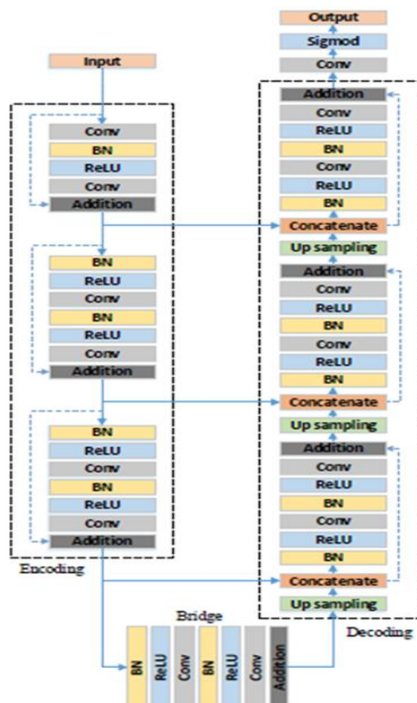 Input
Conv
BN
ReLU
Conv
Addition
BN
ReLU
Conv
BN
ReLU
Conv
Addition
BN
ReLU
Conv
BN
ReLU
Conv
Addition
Encoding
Bridge
BN
ReLU
Conv
BN
ReLU
Conv
Addition
Output
Sigmod
Conv
Addition
Conv
ReLU
BN
Conv
ReLU
BN
Concatenate
Up sampling
Addition
Conv
ReLU
BN
Conv
ReLU
BN
Concatenate
Up sampling
Addition
Conv
ReLU
BN
Conv
ReLU
BN
Concatenate
Up sampling
Decoding